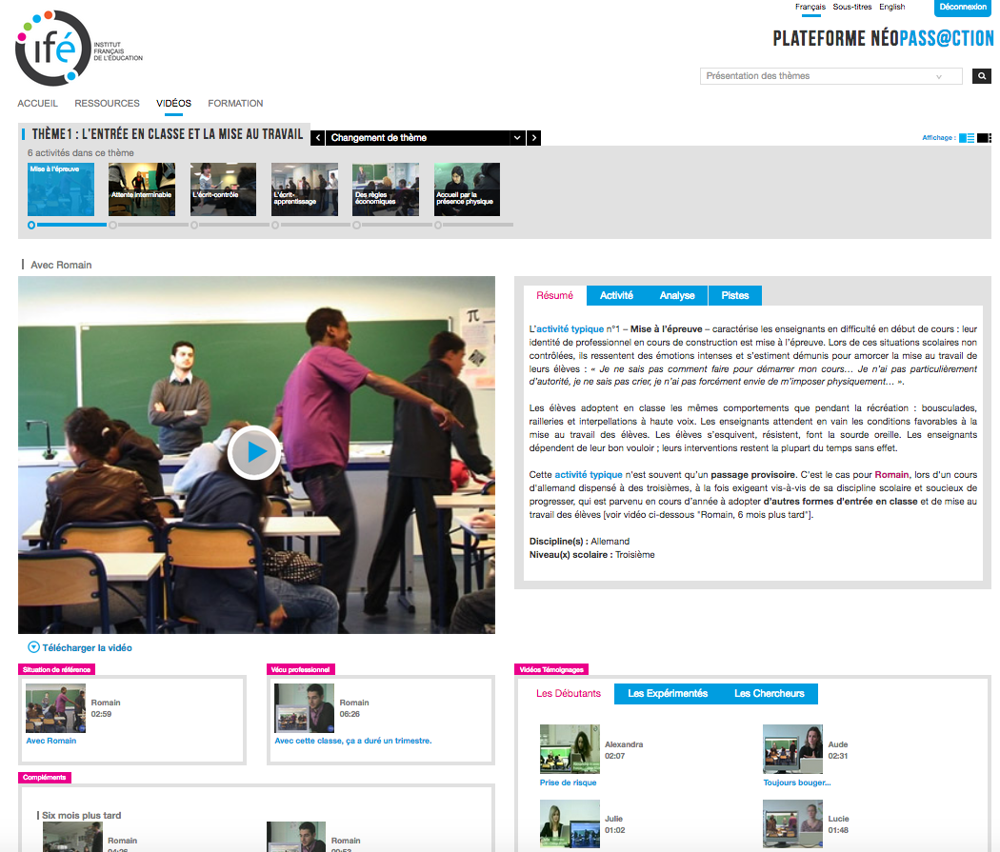 Français Sous-titres English Déconnexion
ifé INSTITUT
FRANÇAIS
DE L'ÉDUCATION
PLATEFORME NÉOPASS@CTION
Présentation des thèmes
ACCUEIL RESSOURCES VIDÉOS FORMATION
THÈME1 : L'ENTRÉE EN CLASSE ET LA MISE AU TRAVAIL
Changement de thème
Affichage :
6 activités dans ce thème
Mise à l'épreuve
Attente interminable
L'écrit-contrôle
L'écrit-
apprentissage
Des règles
économiques
Accueil par la
présence physique
Avec Romain
π
Résumé Activité Analyse Pistes
L'activité typique n°1 – Mise à l'épreuve – caractérise les enseignants en difficulté en début de cours : leur
identité de professionnel en cours de construction est mise à l'épreuve. Lors de ces situations scolaires non
contrôlées, ils ressentent des émotions intenses et s'estiment démunis pour amorcer la mise au travail de
leurs élèves : « Je ne sais pas comment faire pour démarrer mon cours… Je n'ai pas particulièrement
d'autorité, je ne sais pas crier, je n'ai pas forcément envie de m'imposer physiquement… ».
Les élèves adoptent en classe les mêmes comportements que pendant la récréation : bousculades,
railleries et interpellations à haute voix. Les enseignants attendent en vain les conditions favorables à la
mise au travail des élèves. Les élèves s'esquivent, résistent, font la sourde oreille. Les enseignants
dépendent de leur bon vouloir ; leurs interventions restent la plupart du temps sans effet.
Cette activité typique n'est souvent qu'un passage provisoire. C'est le cas pour Romain, lors d'un cours
d'allemand dispensé à des troisièmes, à la fois exigeant vis-à-vis de sa discipline scolaire et soucieux de
progresser, qui est parvenu en cours d'année à adopter d'autres formes d'entrée en classe et de mise au
travail des élèves [voir vidéo ci-dessous "Romain, 6 mois plus tard"].
Discipline(s) : Allemand
Niveau(x) scolaire : Troisième
Télécharger la vidéo
Situation de référence
Romain
02:59
Avec Romain
Vécu professionnel
Romain
06:26
Avec cette classe, ça a duré un trimestre.
Compléments
Six mois plus tard
Romain
04:26
Romain
00:53
Vidéos Témoignages
Les Débutants Les Expérimentés Les Chercheurs
Alexandra
02:07
Prise de risque
Aude
02:31
Toujours bouger...
Julie
01:02
Lucie
01:48